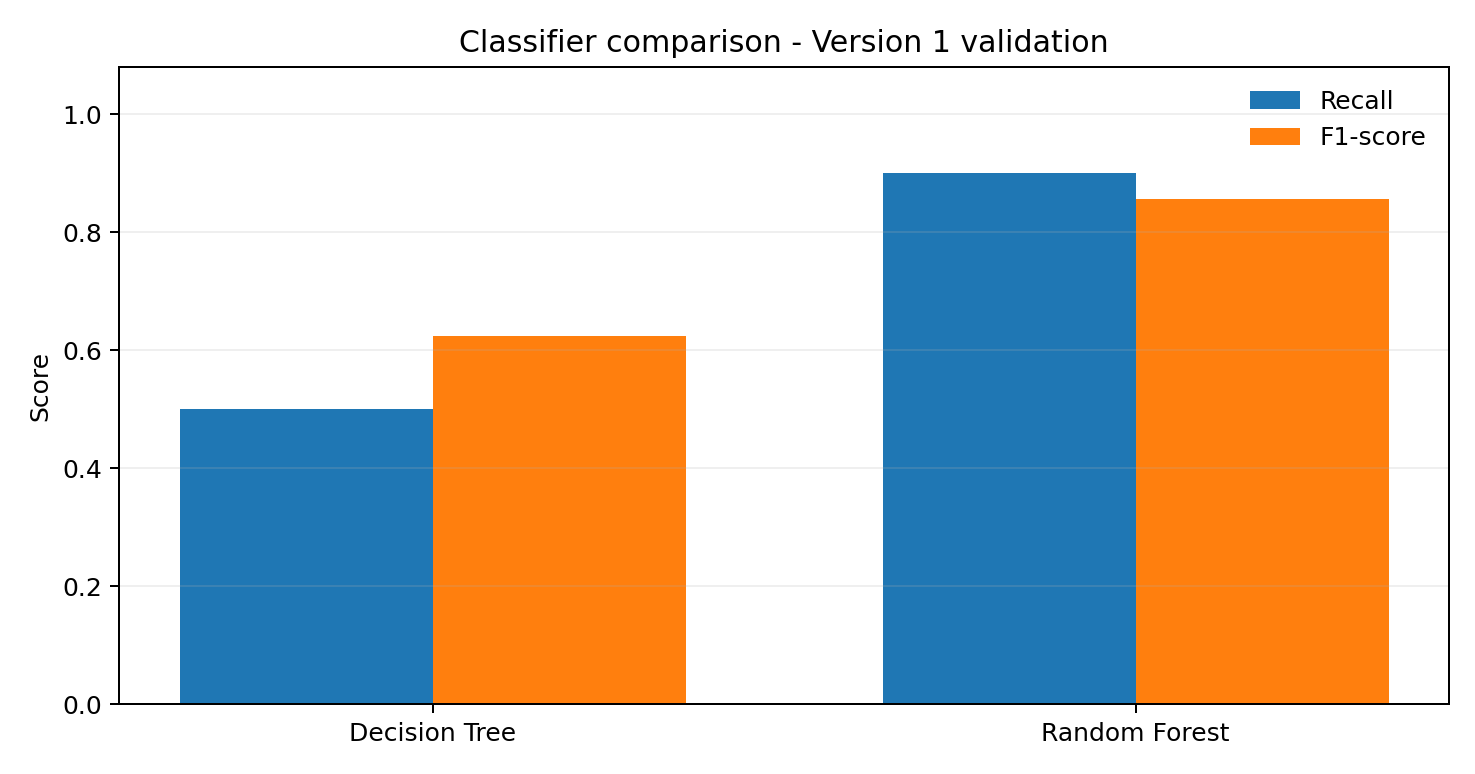 Classifier comparison - Version 1 validation
Recall
F1-score
1.0
0.8
0.6
0.4
0.2
0.0
Score
Decision Tree
Random Forest